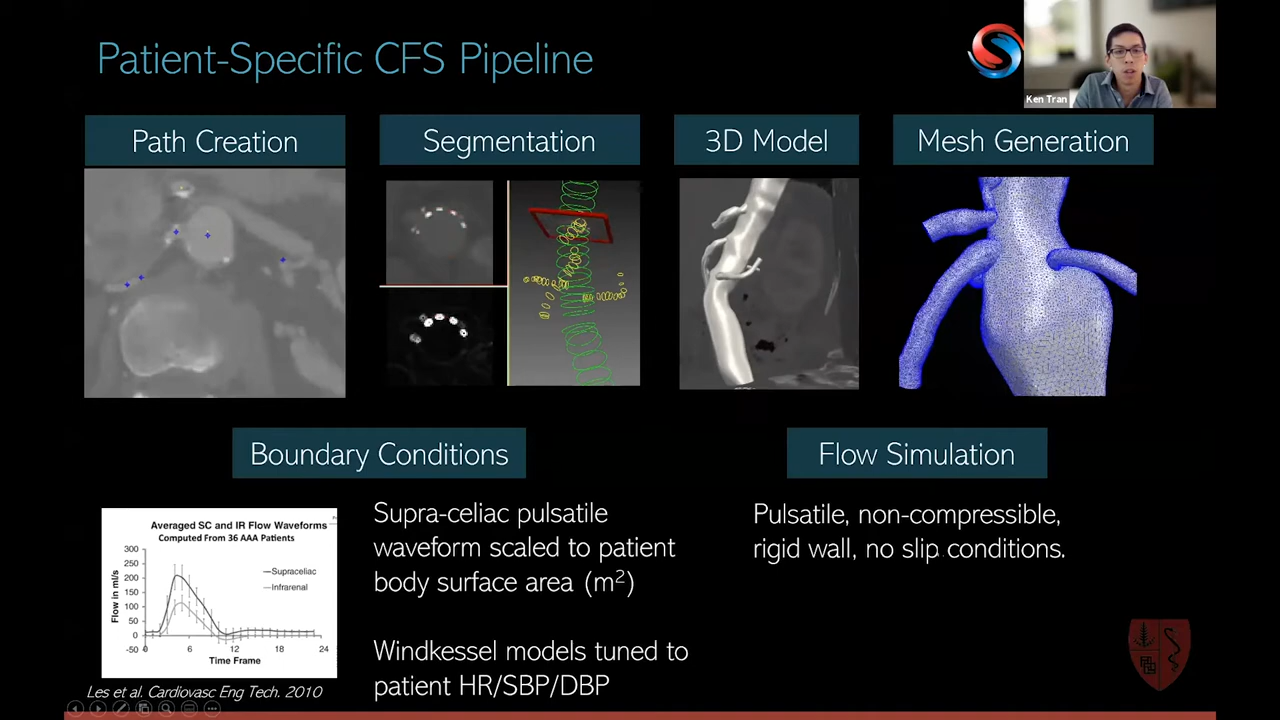 Patient-Specific CFS Pipeline
Ken Tran
Path Creation
Segmentation
3D Model
Mesh Generation
Boundary Conditions
Flow Simulation
Averaged SC and IR Flow Waveforms
Computed From 36 AAA Patients
300
250
200
150
100
50
0
-50
Flow in ml/s
Supraceliac
Infrarenal
0
6
12
18
24
Time Frame
Les et al. Cardiovasc Eng Tech. 2010
Supra-celiac pulsatile
waveform scaled to patient
body surface area (m²)
Windkessel models tuned to
patient HR/SBP/DBP
Pulsatile, non-compressible,
rigid wall, no slip conditions.